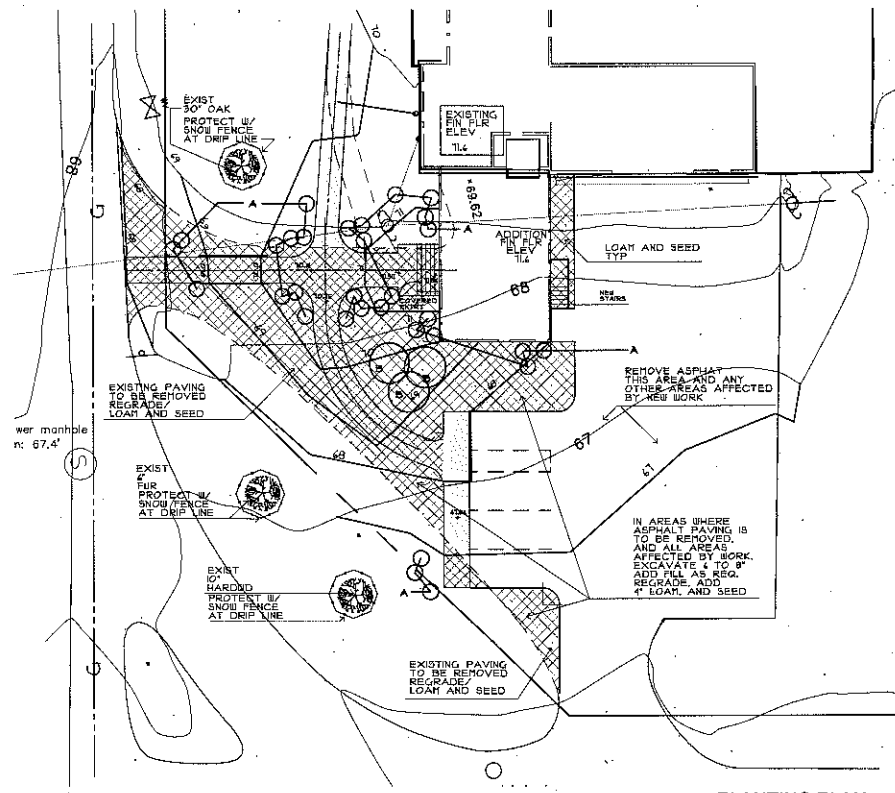 EXIST
30" OAK
PROTECT W/
SNOW FENCE
AT DRIP LINE
EXISTING
FIN FLR
ELEV
71.6
69.62
68
G
A
A
ADDITION
FIN FLR
ELEV
71.6
LOAM AND SEED
TYP
68
NEW
STAIRS
COVERED
A
EXISTING PAVING
TO BE REMOVED
REGRADE/
LOAM AND SEED
REMOVE ASPHAT
THIS AREA AND ANY
OTHER AREAS AFFECTED
BY NEW WORK
wer manhole
n: 67.4'
S
68
67
67
EXIST
6"
FUR
PROTECT W/
SNOW FENCE
AT DRIP LINE
IN AREAS WHERE
ASPHALT PAVING IS
TO BE REMOVED,
AND ALL AREAS
AFFECTED BY WORK.
EXCAVATE 6 TO 8"
ADD FILL AS REQ.
REGRADE, ADD
4" LOAM, AND SEED
EXIST
10"
HARDWD
PROTECT W/
SNOW FENCE
AT DRIP LINE
A
G
EXISTING PAVING
TO BE REMOVED
REGRADE/
LOAM AND SEED